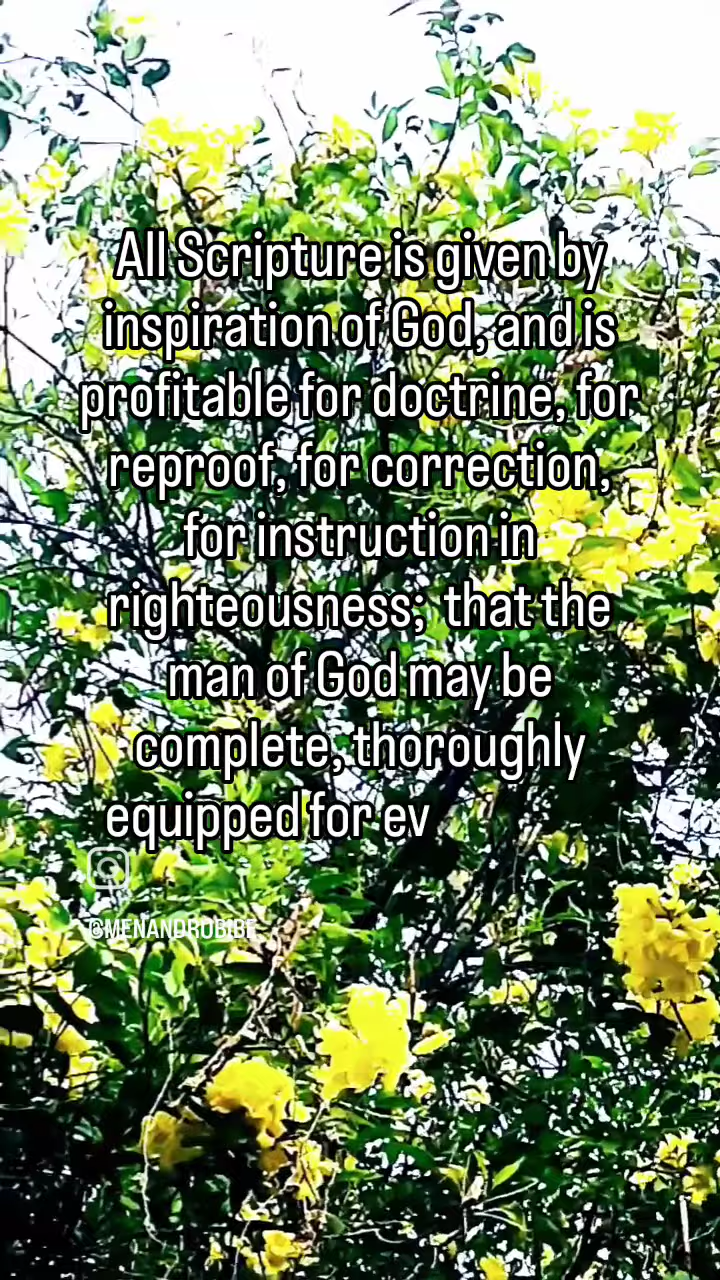 All Scripture is given by
inspiration of God, and is
profitable for doctrine, for
reproof, for correction,
for instruction in
righteousness;  that the
man of God may be
complete, thoroughly
equipped for ev
@MENANDROBIBE